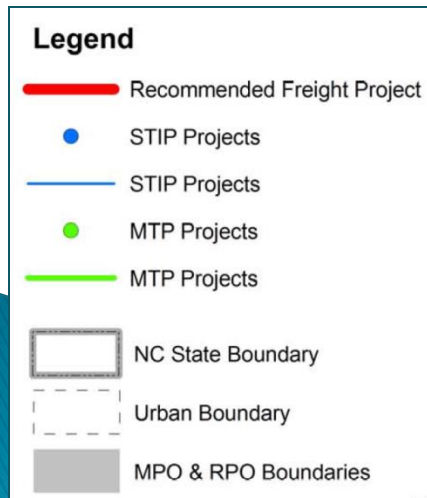 Legend
Recommended Freight Project
STIP Projects
STIP Projects
MTP Projects
MTP Projects
NC State Boundary
Urban Boundary
MPO & RPO Boundaries